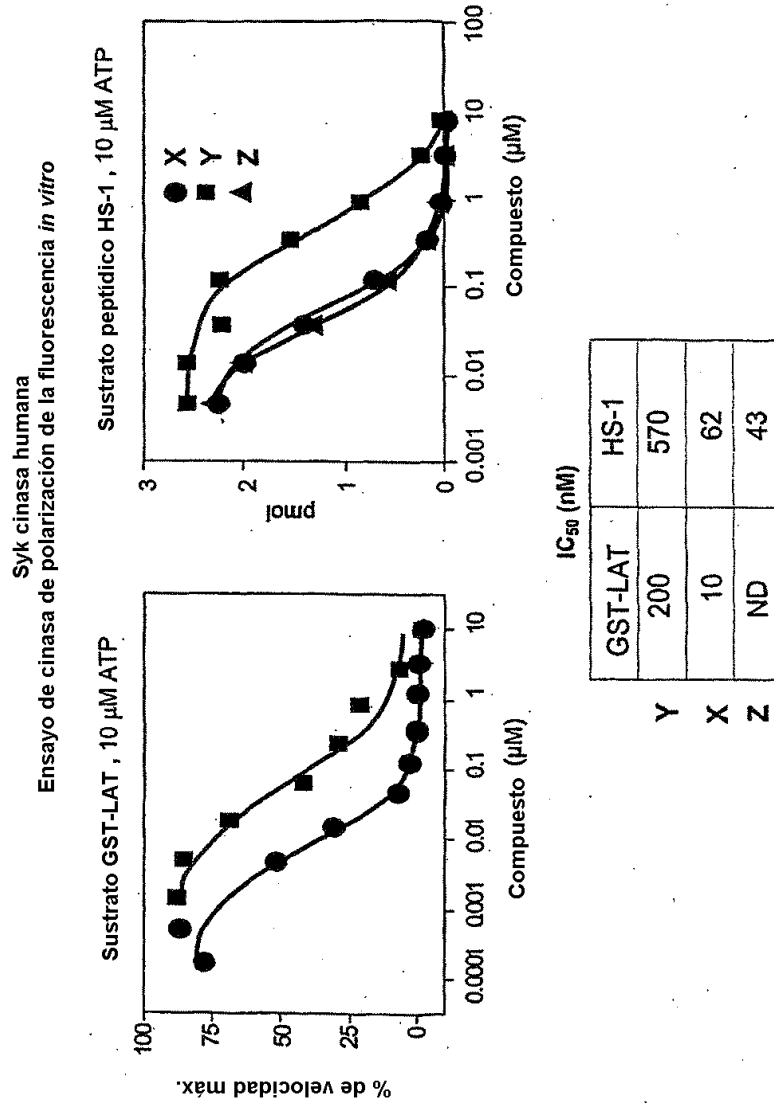 Syk cinasa humana
Ensayo de cinasa de polarización de la fluorescencia in vitro
Sustrato GST-LAT , 10 µM ATP
% de velocidad máx.
100
75
50
25
0
0.0001 0.001 0.01 0.1 1 10
Compuesto (µM)
Sustrato peptídico HS-1 , 10 µM ATP
X
Y
Z
pmol
3
2
1
0
0.001 0.01 0.1 1 10 100
Compuesto (µM)
IC50 (nM)
GST-LAT HS-1
Y 200 570
X 10 62
Z ND 43